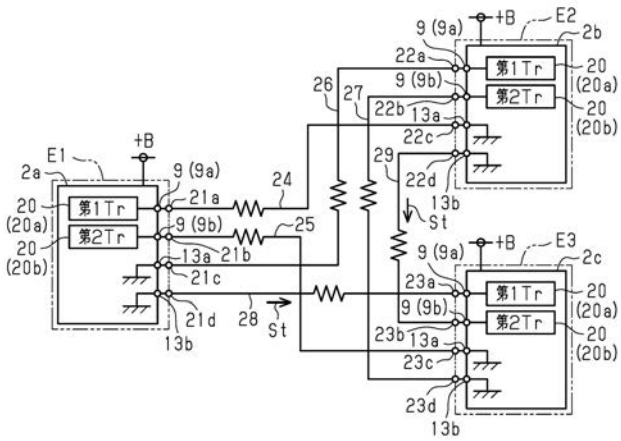 E2
+B
2b
9 (9a)
22a
第1Tr
20
(20a)
9 (9b)
22b
第2Tr
20
(20b)
13a
22c
22d
13b
26
27
29
St
E1
+B
2a
9 (9a)
21a
24
20
(20a)
第1Tr
9 (9b)
21b
25
20
(20b)
第2Tr
13a
21c
21d
13b
28
St
E3
+B
2c
9 (9a)
23a
第1Tr
20
(20a)
9 (9b)
23b
第2Tr
20
(20b)
13a
23c
23d
13b